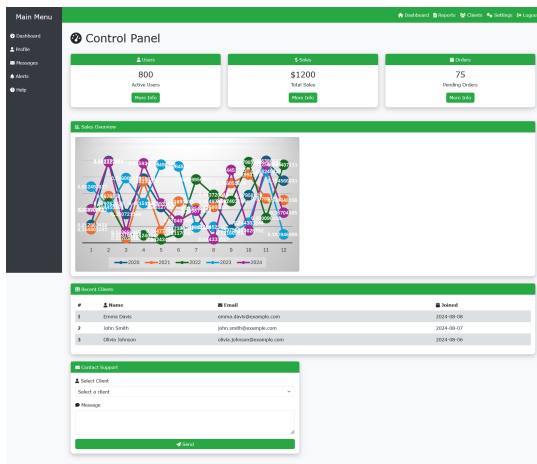 Main Menu
Dashboard
Profile
Messages
Alerts
Help
Dashboard Reports Clients Settings Logout
Control Panel
Users
800
Active Users
More Info
Sales
$1200
Total Sales
More Info
Orders
75
Pending Orders
More Info
Sales Overview
1 2 3 4 5 6 7 8 9 10 11 12
2020 2021 2022 2023 2024
Recent Clients
# Name Email Joined
1 Emma Davis emma.davis@example.com 2024-08-08
2 John Smith john.smith@example.com 2024-08-07
3 Olivia Johnson olivia.johnson@example.com 2024-08-06
Contact Support
Select Client
Select a client
Message
Send